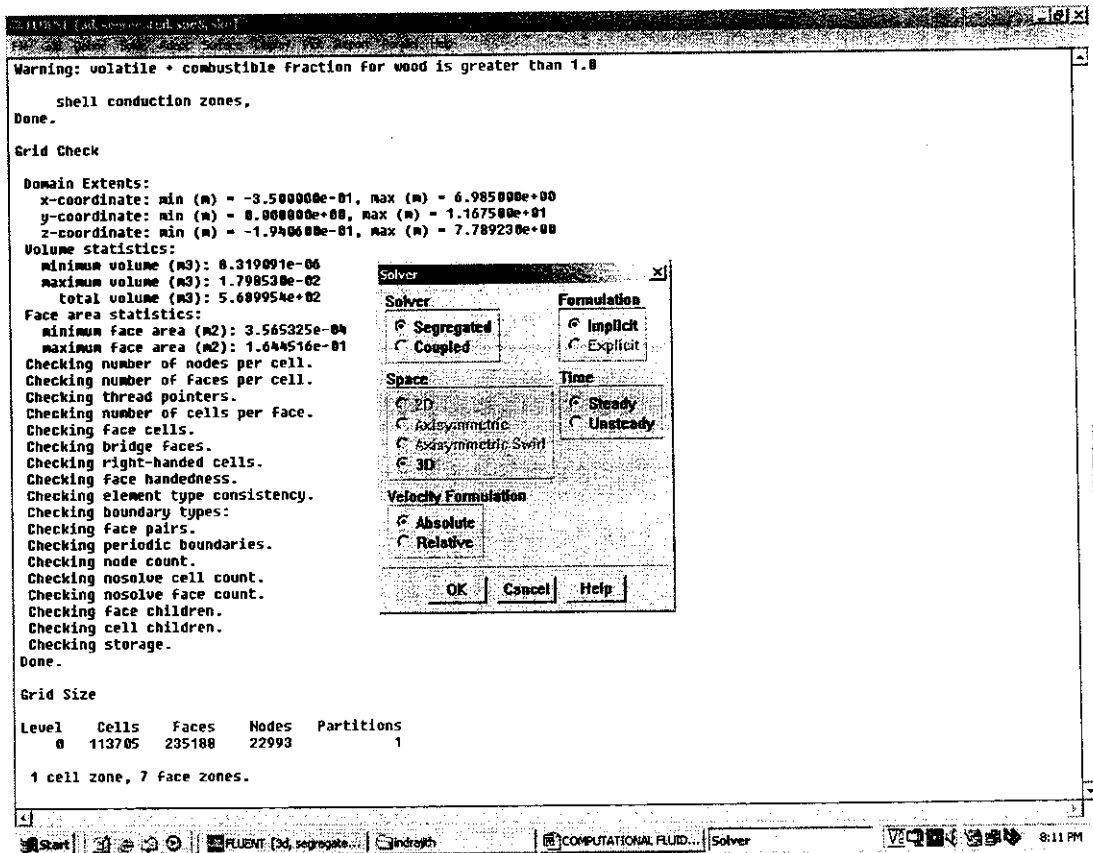 Warning: volatile + combustible fraction for wood is greater than 1.0
shell conduction zones,
Done.
Grid Check
Domain Extents:
x-coordinate: min (m) = -3.500000e-01, max (m) = 6.985000e+00
y-coordinate: min (m) = 0.000000e+00, max (m) = 1.167500e+01
z-coordinate: min (m) = -1.940600e-01, max (m) = 7.789230e+00
Volume statistics:
minimum volume (m3): 8.319091e-06
maximum volume (m3): 1.798530e-02
total volume (m3): 5.689954e+02
Face area statistics:
minimum face area (m2): 3.565325e-04
maximum face area (m2): 1.644516e-01
Checking number of nodes per cell.
Checking number of faces per cell.
Checking thread pointers.
Checking number of cells per face.
Checking face cells.
Checking bridge faces.
Checking right-handed cells.
Checking face handedness.
Checking element type consistency.
Checking boundary types:
Checking face pairs.
Checking periodic boundaries.
Checking node count.
Checking nosolve cell count.
Checking nosolve face count.
Checking face children.
Checking cell children.
Checking storage.
Done.
Grid Size
Level Cells Faces Nodes Partitions
0 113705 235188 22993 1
1 cell zone, 7 face zones.
Solver
Solver
Segregated
Coupled
Formulation
Implicit
Explicit
Space
2D
Axisymmetric
Axisymmetric Swirl
3D
Time
Steady
Unsteady
Velocity Formulation
Absolute
Relative
OK Cancel Help
Start FLUENT [3d, segregate... indrajith COMPUTATIONAL FLUID... Solver 8:11 PM